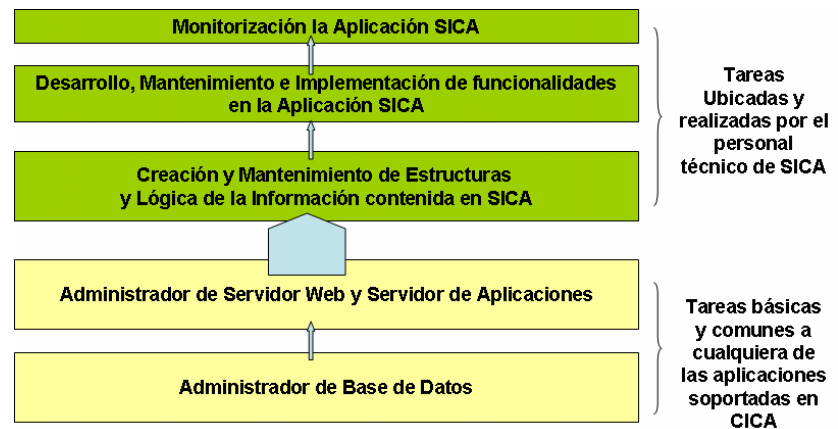 Monitorización la Aplicación SICA
Desarrollo, Mantenimiento e Implementación de funcionalidades
en la Aplicación SICA
Creación y Mantenimiento de Estructuras
y Lógica de la Información contenida en SICA
Tareas
Ubicadas y
realizadas por el
personal
técnico de SICA
Administrador de Servidor Web y Servidor de Aplicaciones
Administrador de Base de Datos
Tareas básicas
y comunes a
cualquiera de
las aplicaciones
soportadas en
CICA